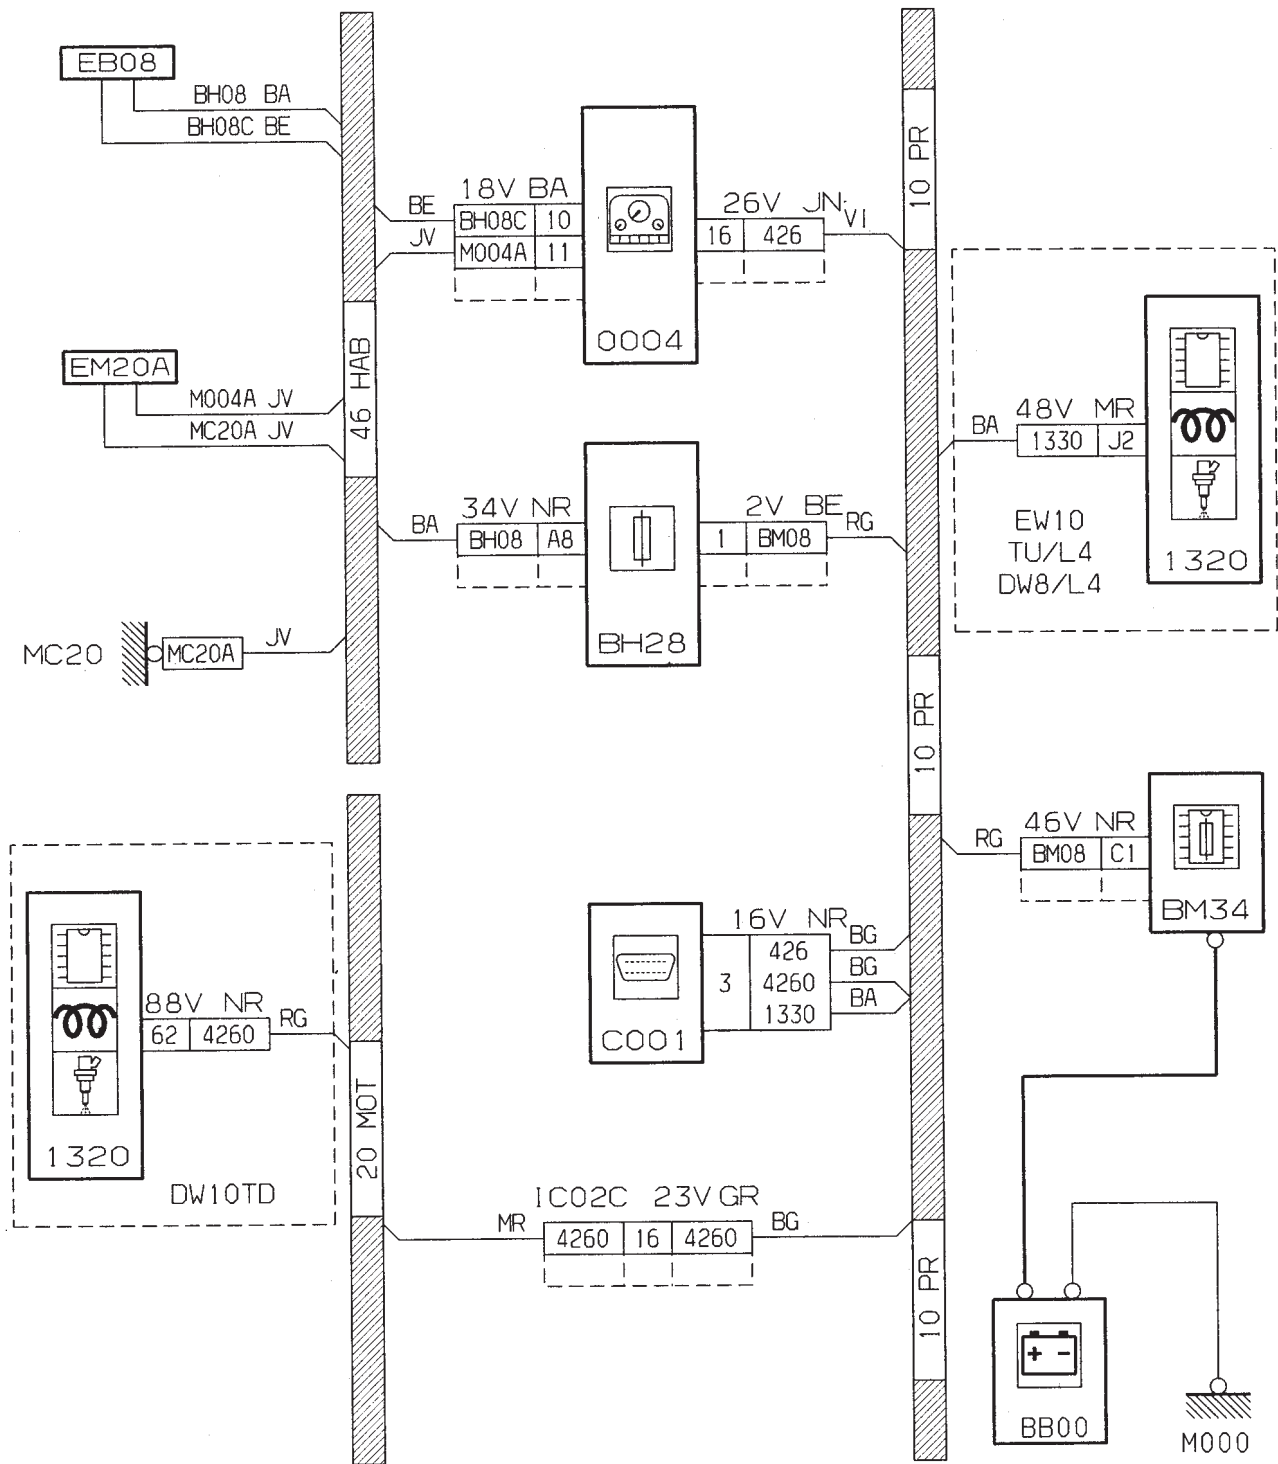 EB08
BH08 BA
BH08C BE
10 PR
18V BA
BE
BH08C 10
JV
M004A 11
26V JN
VI
16 426
0004
EM20A
M004A JV
MC20A JV
46 HAB
48V MR
BA
1330 J2
EW10
TU/L4
DW8/L4
1320
34V NR
BA
BH08 A8
2V BE
RG
1 BM08
BH28
MC20
MC20A
JV
10 PR
46V NR
RG
BM08 C1
BM34
16V NR
BG
426
BG
3 4260
BA
1330
C001
88V NR
RG
62 4260
1320
DW10TD
20 MOT
IC02C 23V GR
MR
4260 16 4260
BG
10 PR
+ -
BB00
M000